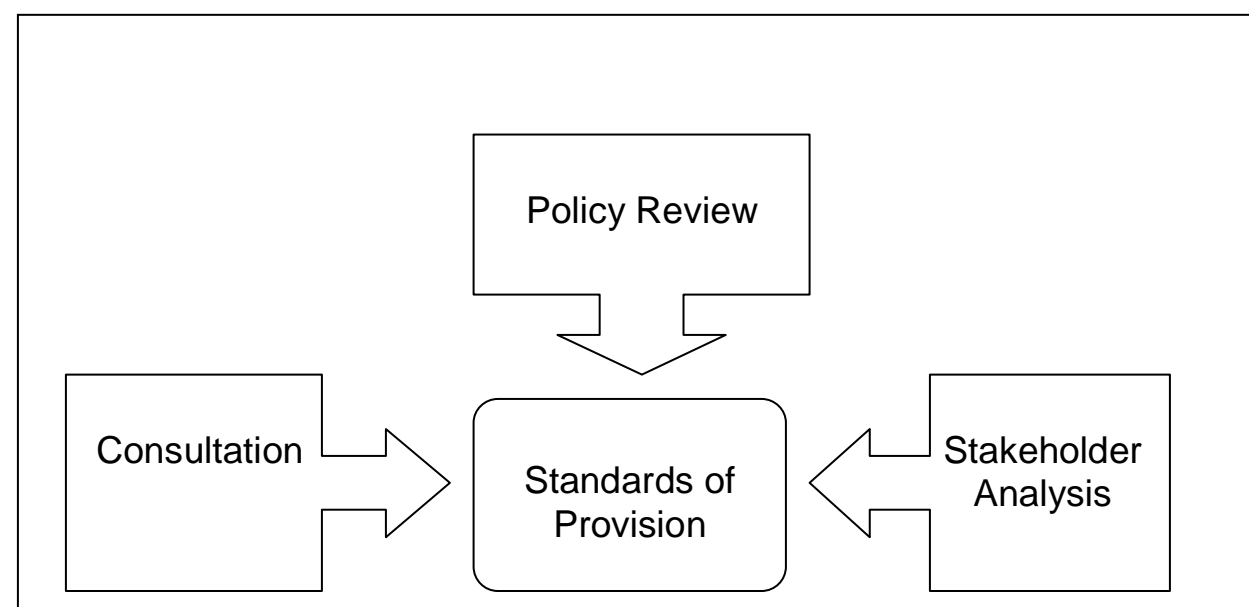 Policy Review
Consultation
Standards of
Provision
Stakeholder
Analysis